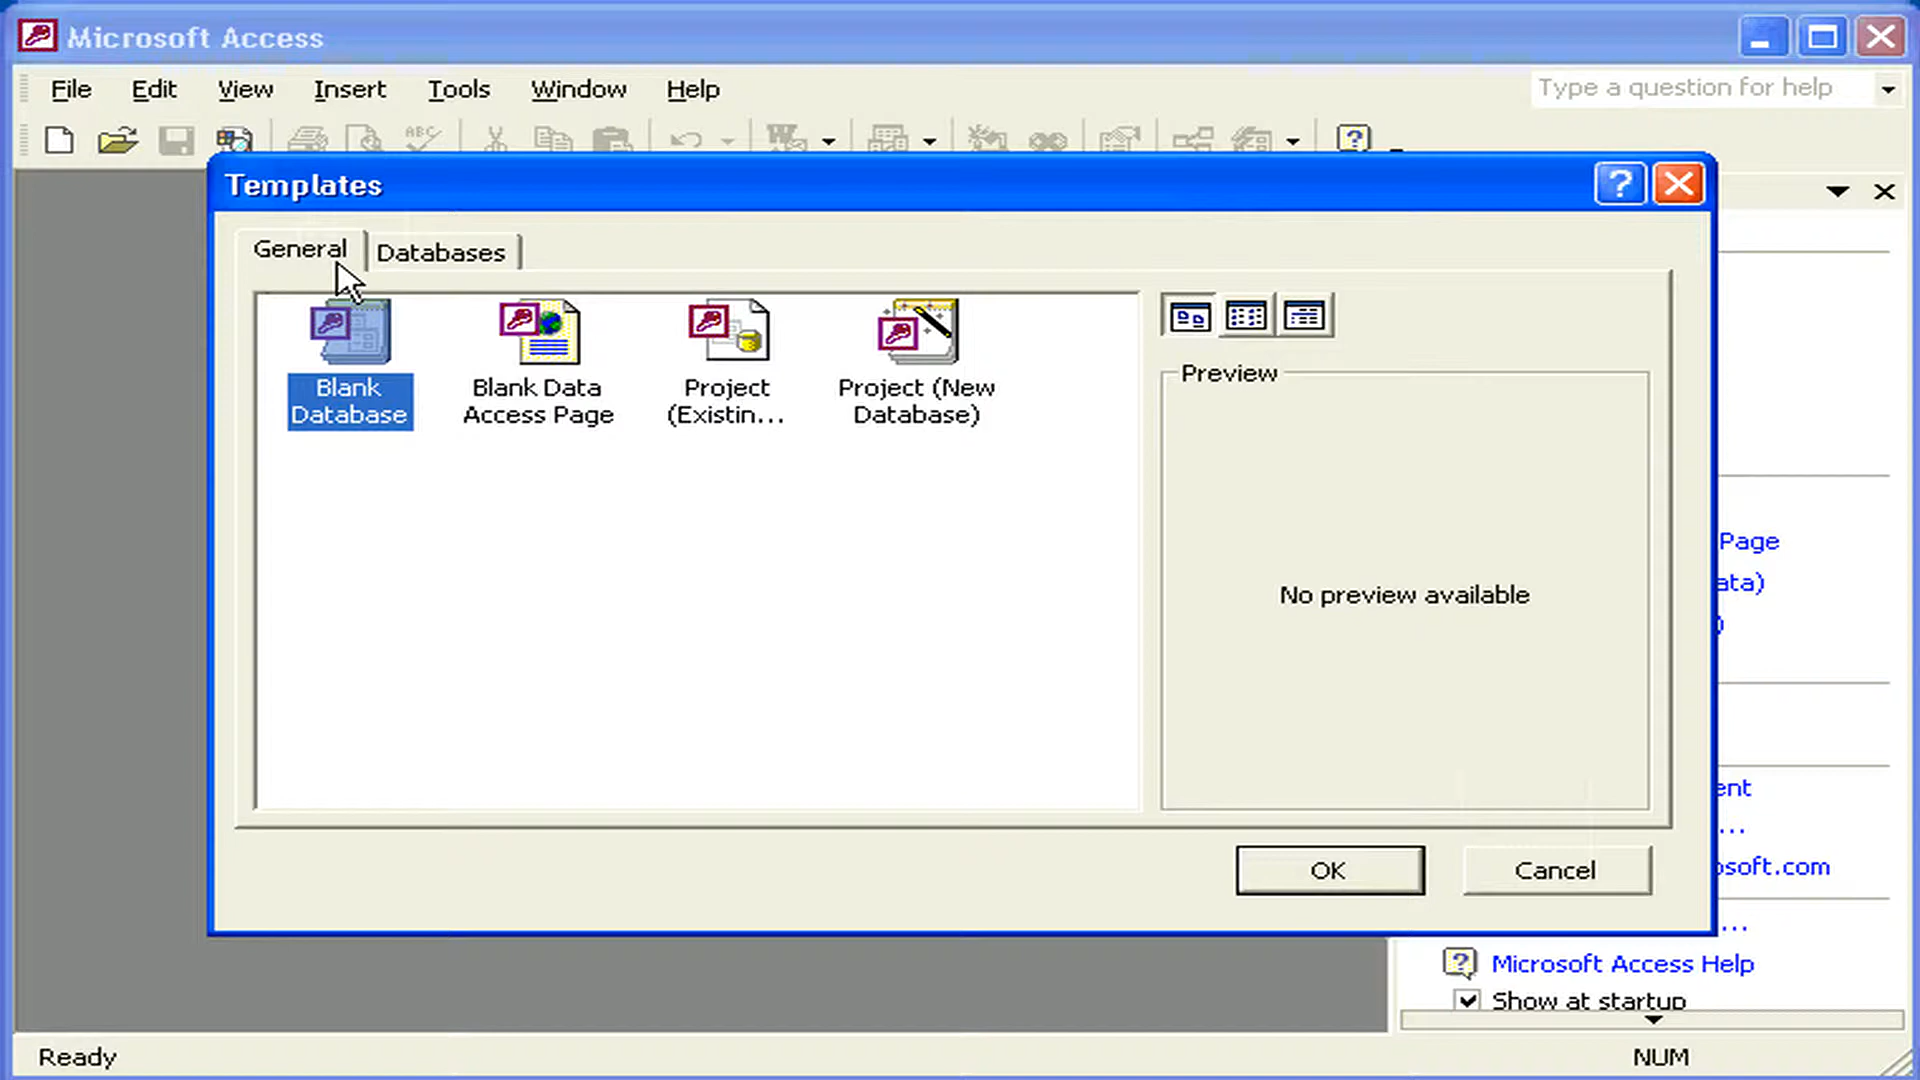 Microsoft Access
File Edit View Insert Tools Window Help
Type a question for help
Templates
General Databases
Blank Database
Blank Data Access Page
Project (Existin...
Project (New Database)
Preview
No preview available
Page
ata)
)
ent
...
osoft.com
...
OK Cancel
Microsoft Access Help
Show at startup
Ready
NUM